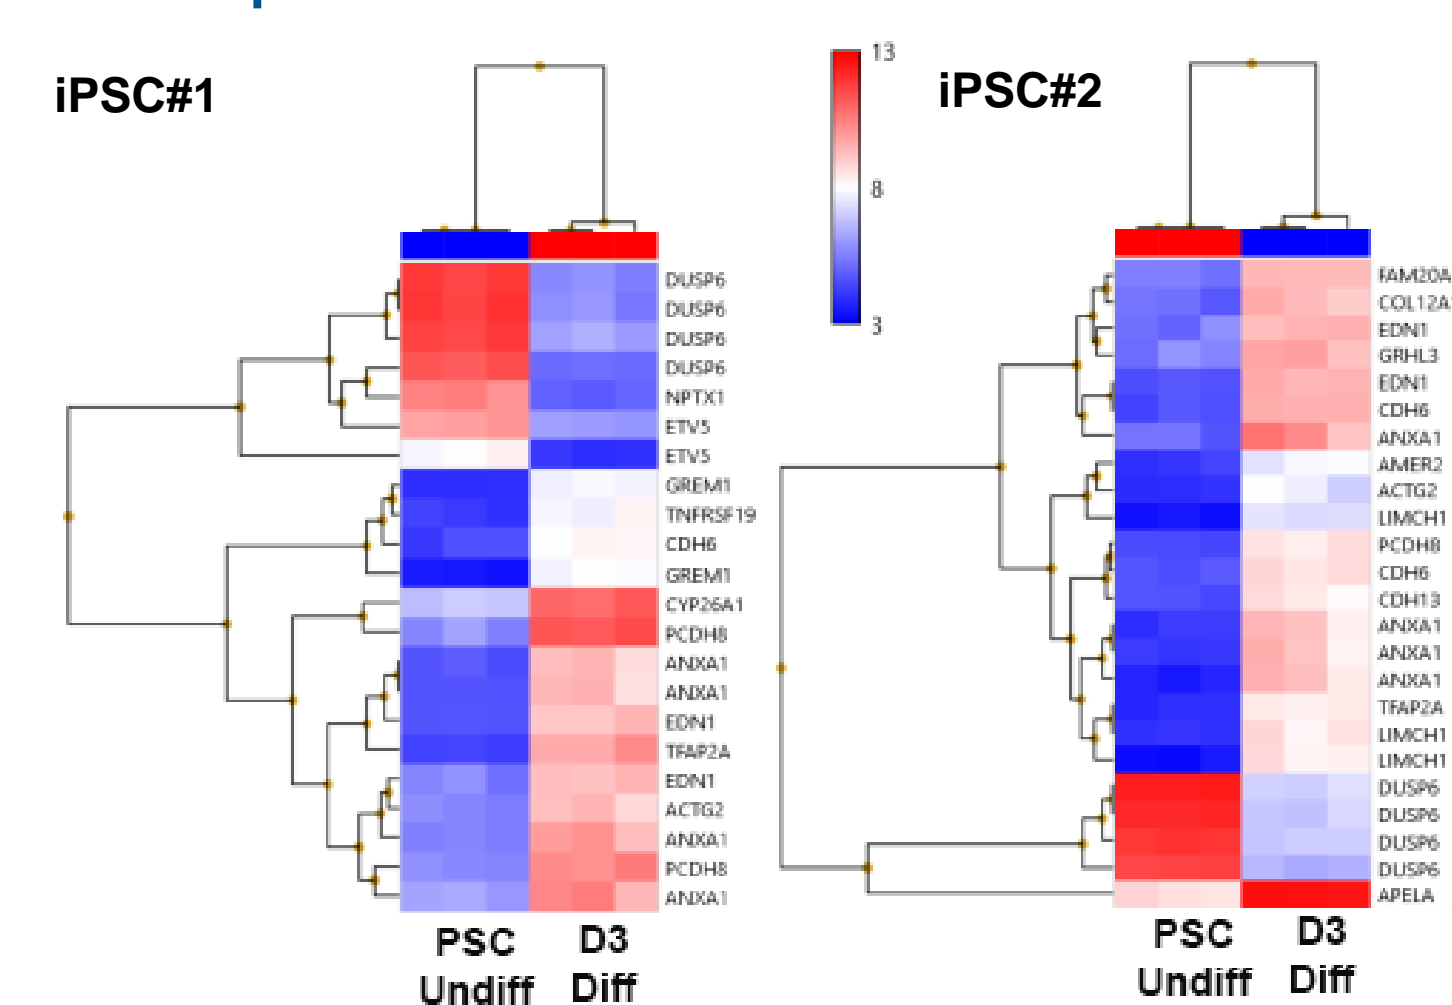 iPSC#1
13
8
3
iPSC#2
DUSP6
DUSP6
DUSP6
DUSP6
NPTX1
ETV5
ETV5
GREM1
TNFRSF19
CDH6
GREM1
CYP26A1
PCDH8
ANXA1
ANXA1
EDN1
TFAP2A
EDN1
ACTG2
ANXA1
PCDH8
ANXA1
PSC
Undiff
D3
Diff
FAM20A
COL12A
EDN1
GRHL3
EDN1
CDH6
ANXA1
AMER2
ACTG2
LIMCH1
PCDH8
CDH6
CDH13
ANXA1
ANXA1
ANXA1
TFAP2A
LIMCH1
LIMCH1
DUSP6
DUSP6
DUSP6
DUSP6
APELA
PSC
Undiff
D3
Diff